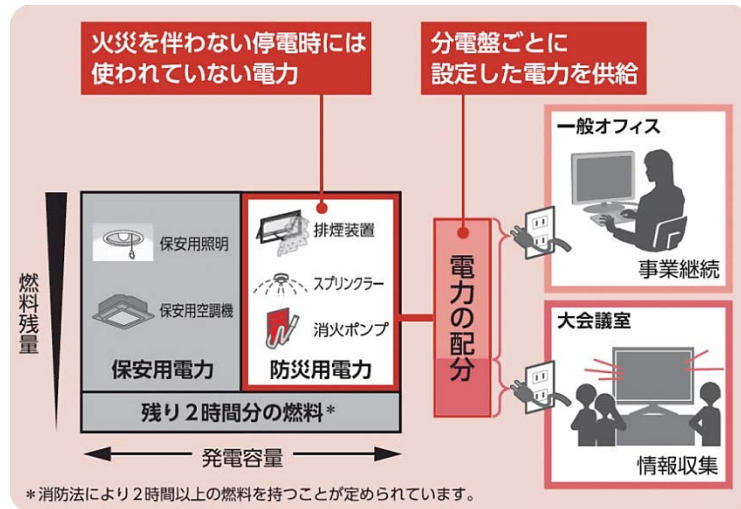 火災を伴わない停電時には
使われていない電力
分電盤ごとに
設定した電力を供給
一般オフィス
事業継続
燃料残量
保安用照明
保安用空調機
保安用電力
排煙装置
スプリンクラー
消火ポンプ
防災用電力
残り2時間分の燃料*
発電容量
電力の配分
大会議室
情報収集
*消防法により2時間以上の燃料を持つことが定められています。